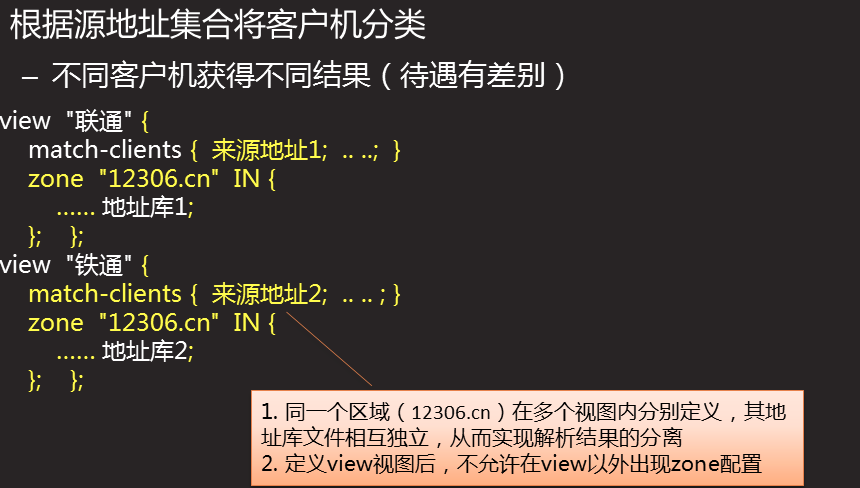 根据源地址集合将客户机分类
– 不同客户机获得不同结果（待遇有差别）
view "联通" {
match-clients { 来源地址1; .. ..; }
zone "12306.cn" IN {
…… 地址库1;
}; };
view "铁通" {
match-clients { 来源地址2; .. .. ; }
zone "12306.cn" IN {
…… 地址库2;
}; };
1. 同一个区域（12306.cn）在多个视图内分别定义，其地
址库文件相互独立，从而实现解析结果的分离
2. 定义view视图后，不允许在view以外出现zone配置